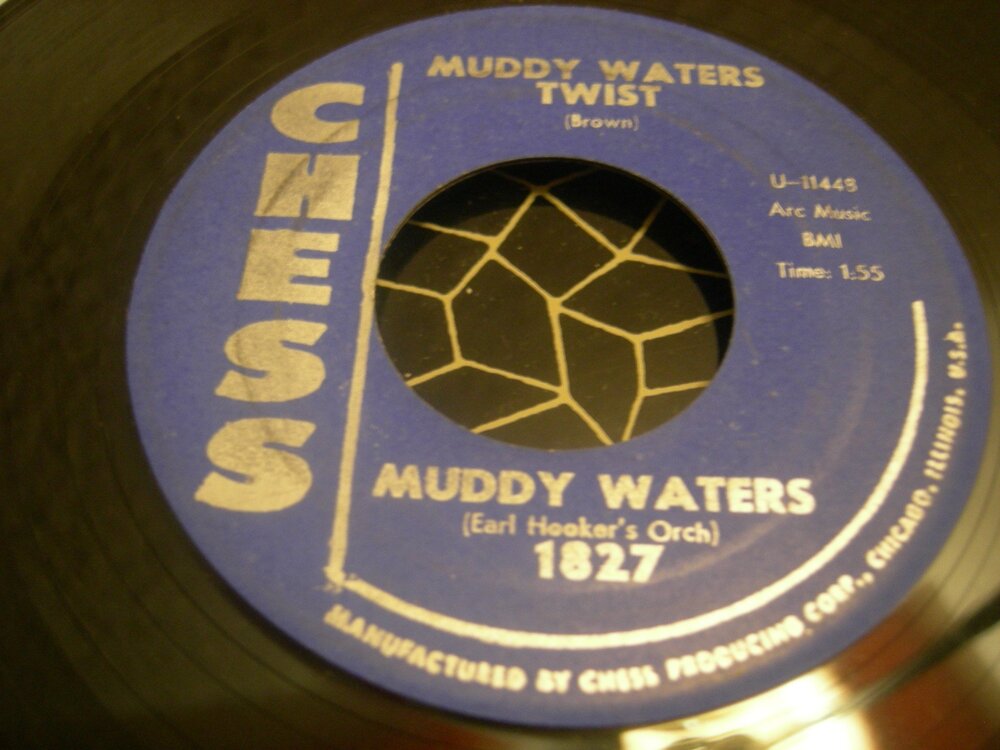 CHESS
MUDDY WATERS
TWIST
(Brown)
U-11448
Arc Music
BMI
Time: 1:55
MUDDY WATERS
(Earl Hooker's Orch)
1827
MANUFACTURED BY CHESS PRODUCING CORP., CHICAGO, ILLINOIS, U.S.A.